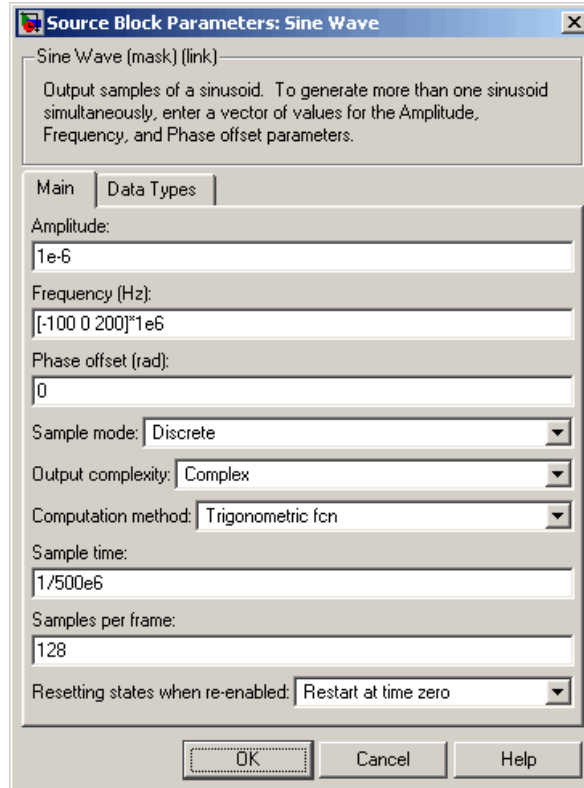 Source Block Parameters: Sine Wave
Sine Wave (mask) (link)
Output samples of a sinusoid. To generate more than one sinusoid
simultaneously, enter a vector of values for the Amplitude,
Frequency, and Phase offset parameters.
Main Data Types
Amplitude:
1e-6
Frequency (Hz):
[-100 0 200]*1e6
Phase offset (rad):
0
Sample mode: Discrete
Output complexity: Complex
Computation method: Trigonometric fcn
Sample time:
1/500e6
Samples per frame:
128
Resetting states when re-enabled: Restart at time zero
OK Cancel Help